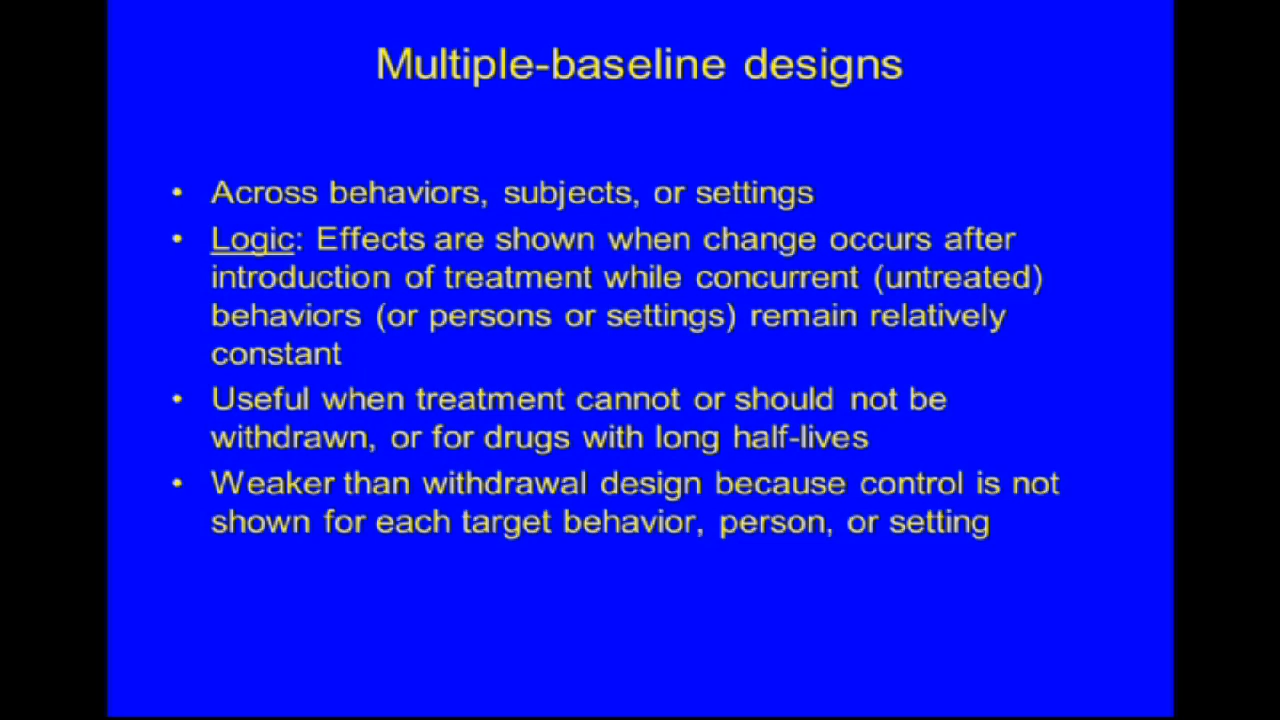 Multiple-baseline designs
• Across behaviors, subjects, or settings
• Logic: Effects are shown when change occurs after
introduction of treatment while concurrent (untreated)
behaviors (or persons or settings) remain relatively
constant
• Useful when treatment cannot or should not be
withdrawn, or for drugs with long half-lives
• Weaker than withdrawal design because control is not
shown for each target behavior, person, or setting